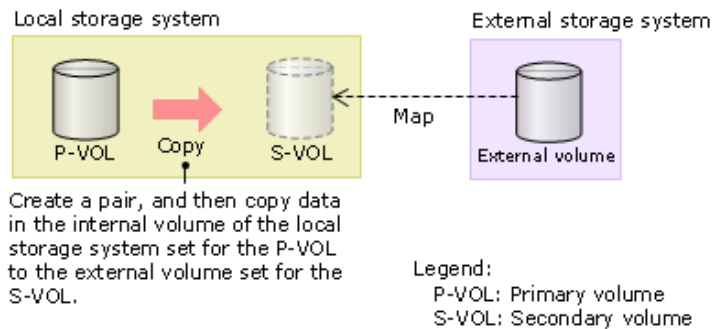 Local storage system
External storage system
P-VOL
Copy
S-VOL
Map
External volume
Create a pair, and then copy data
in the internal volume of the local
storage system set for the P-VOL
to the external volume set for the
S-VOL.
Legend:
P-VOL: Primary volume
S-VOL: Secondary volume